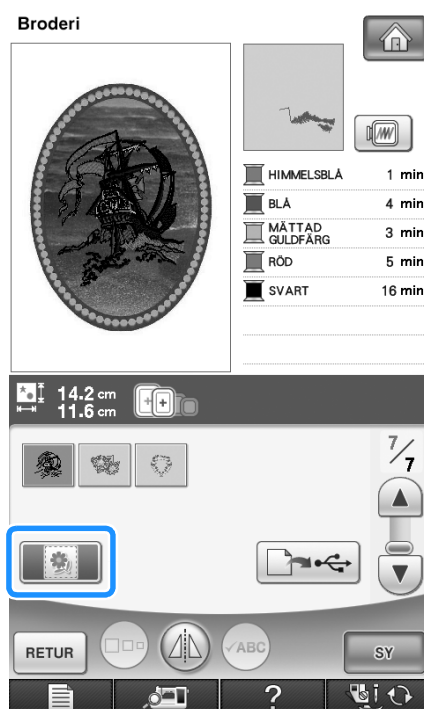 Broderi
HIMMELSBLÅ 1 min
BLÅ 4 min
MÄTTAD
GULDFÄRG 3 min
RÖD 5 min
SVART 16 min
14.2 cm
11.6 cm
7/7
RETUR
✓ABC
SY
?